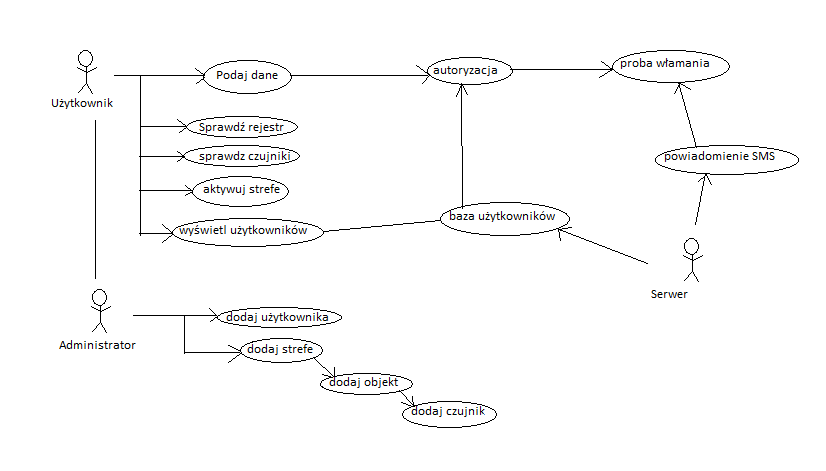 Użytkownik
Podaj dane
autoryzacja
proba włamania
Sprawdź rejestr
sprawdz czujniki
aktywuj strefe
wyświetl użytkowników
baza użytkowników
powiadomienie SMS
Serwer
Administrator
dodaj użytkownika
dodaj strefe
dodaj objekt
dodaj czujnik